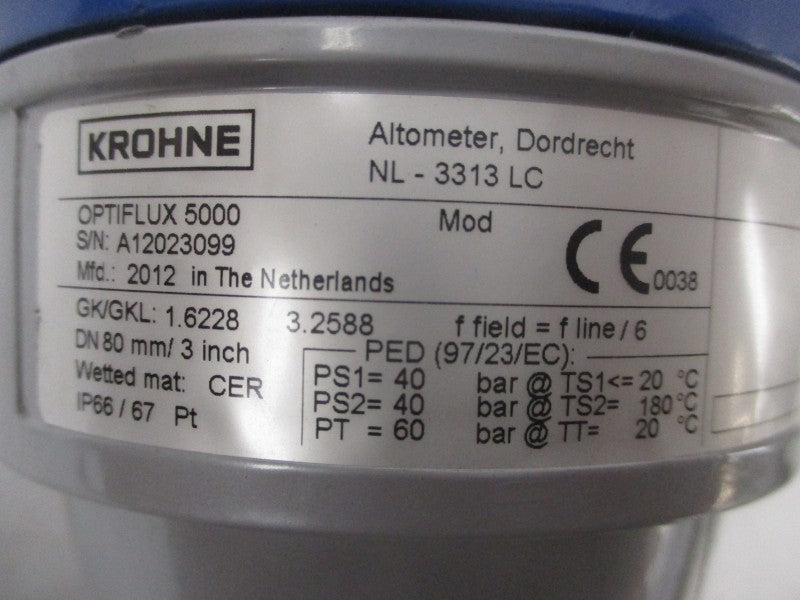 KROHNE
Altometer, Dordrecht
NL - 3313 LC
OPTIFLUX 5000
Mod
S/N: A12023099
CE 0038
Mfd.: 2012 in The Netherlands
GK/GKL: 1.6228 3.2588 f field = f line / 6
DN 80 mm/ 3 inch
PED (97/23/EC):
Wetted mat: CER
PS1= 40 bar @ TS1<= 20 °C
IP66 / 67 Pt
PS2= 40 bar @ TS2= 180 °C
PT = 60 bar @ TT= 20 °C